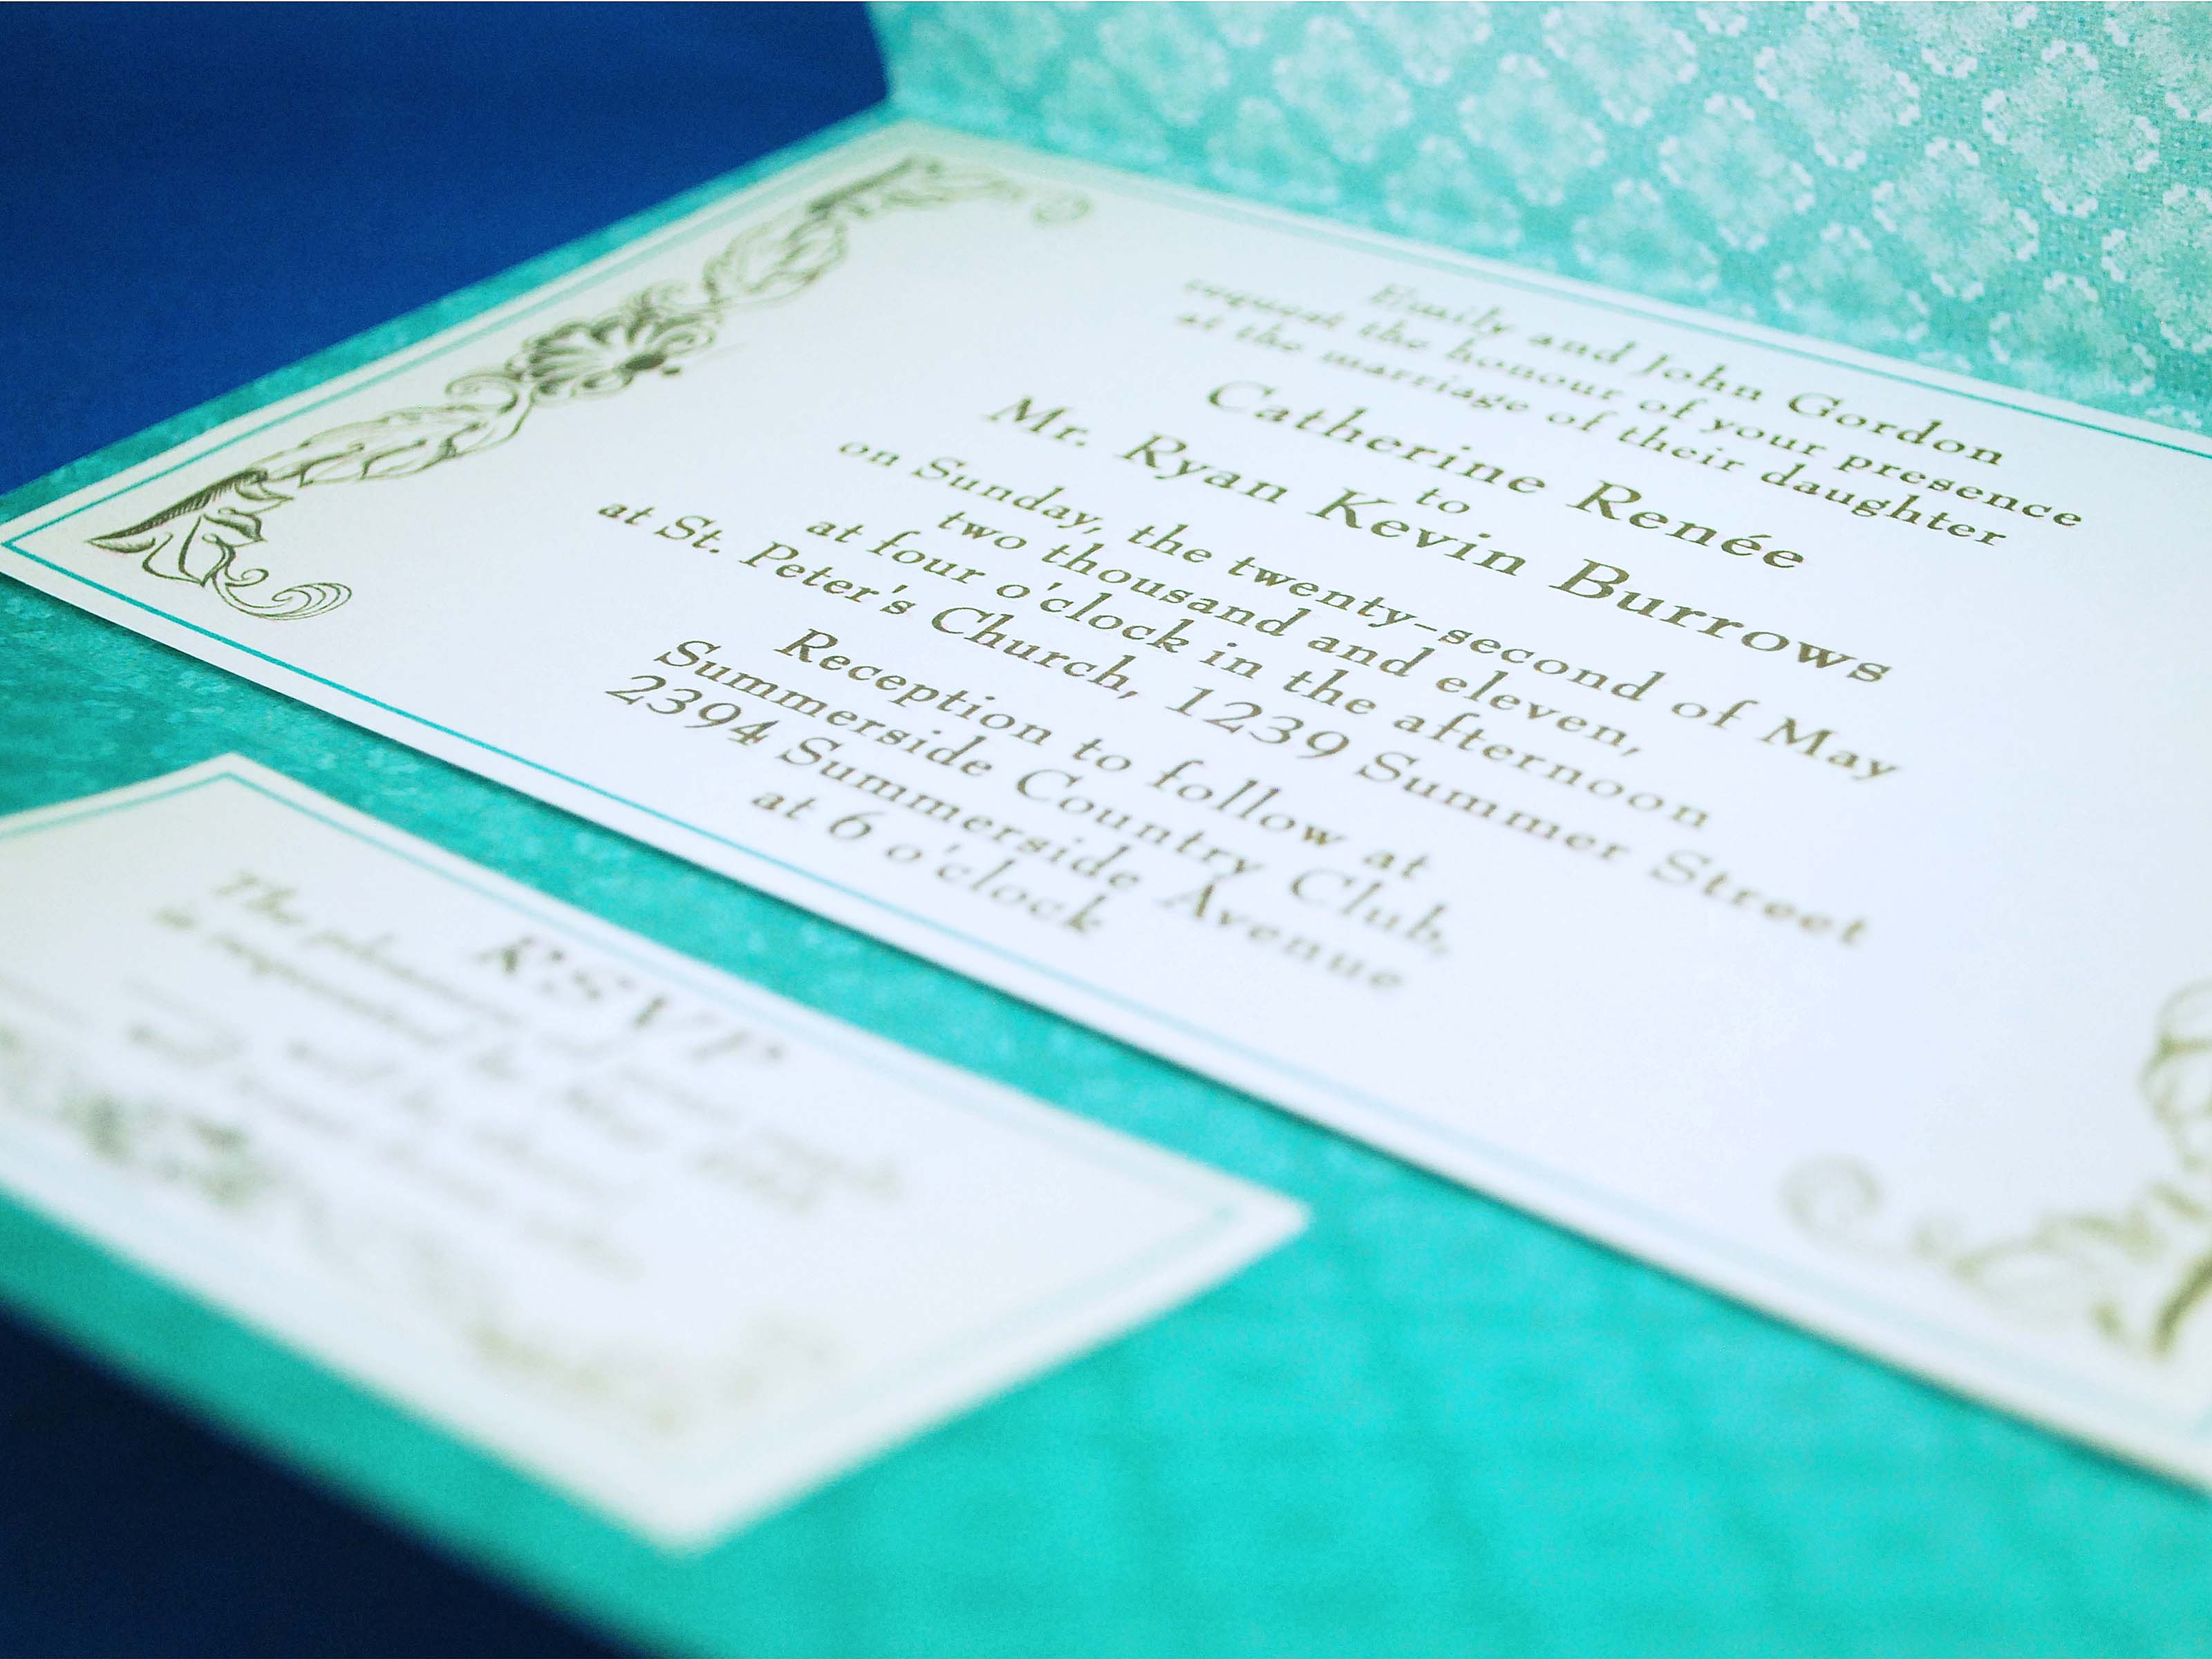 Emily and John Gordon
request the honour of your presence
at the marriage of their daughter
Catherine Renée
to
Mr. Ryan Kevin Burrows
on Sunday, the twenty-second of May
two thousand and eleven,
at four o'clock in the afternoon
at St. Peter's Church, 1239 Summer Street
Reception to follow at
Summerside Country Club,
2394 Summerside Avenue
at 6 o'clock
RSVP
The